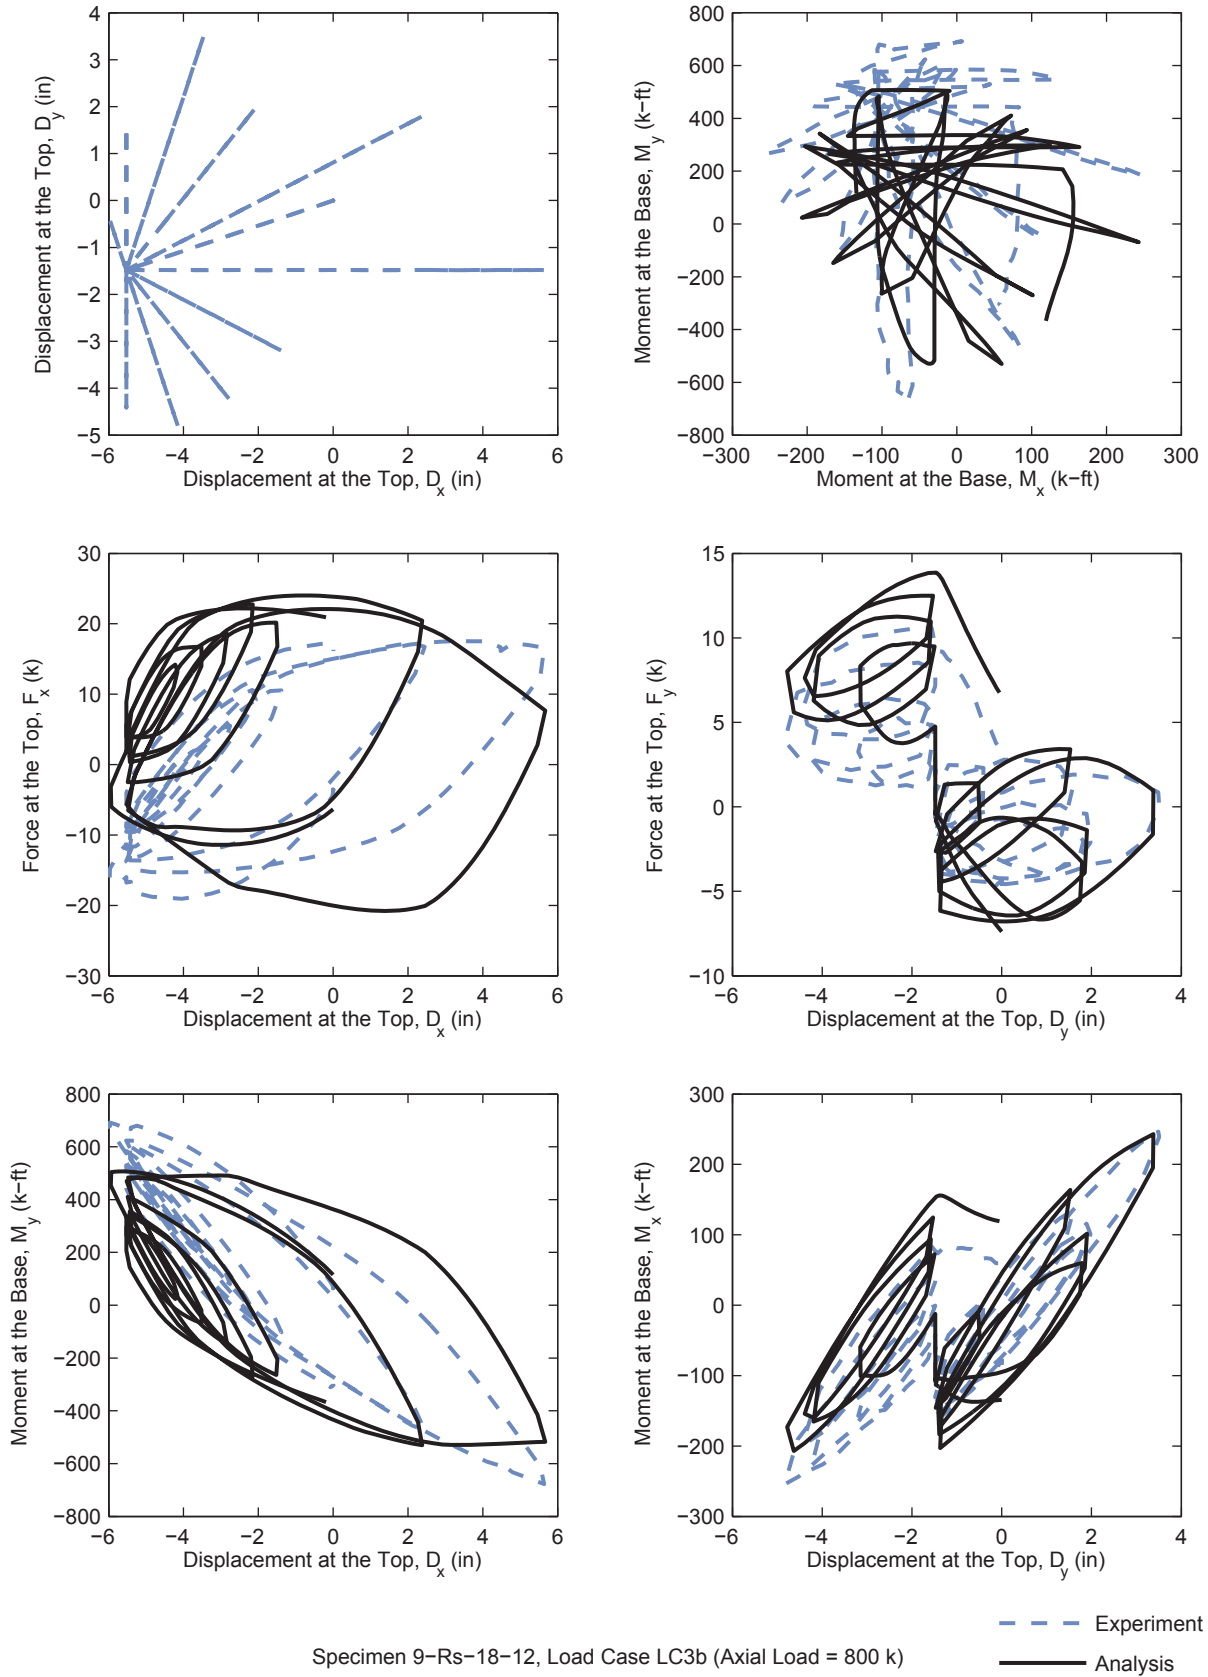 4
3
2
1
0
−1
−2
−3
−4
−5
−6 −4 −2 0 2 4 6
Displacement at the Top, Dy (in)
Displacement at the Top, Dx (in)
800
600
400
200
0
−200
−400
−600
−800
−300 −200 −100 0 100 200 300
Moment at the Base, My (k−ft)
Moment at the Base, Mx (k−ft)
30
20
10
0
−10
−20
−30
−6 −4 −2 0 2 4 6
Force at the Top, Fx (k)
Displacement at the Top, Dx (in)
15
10
5
0
−5
−10
−6 −4 −2 0 2 4
Force at the Top, Fy (k)
Displacement at the Top, Dy (in)
800
600
400
200
0
−200
−400
−600
−800
−6 −4 −2 0 2 4 6
Moment at the Base, My (k−ft)
Displacement at the Top, Dx (in)
300
200
100
0
−100
−200
−300
−6 −4 −2 0 2 4
Moment at the Base, Mx (k−ft)
Displacement at the Top, Dy (in)
Experiment
Analysis
Specimen 9−Rs−18−12, Load Case LC3b (Axial Load = 800 k)